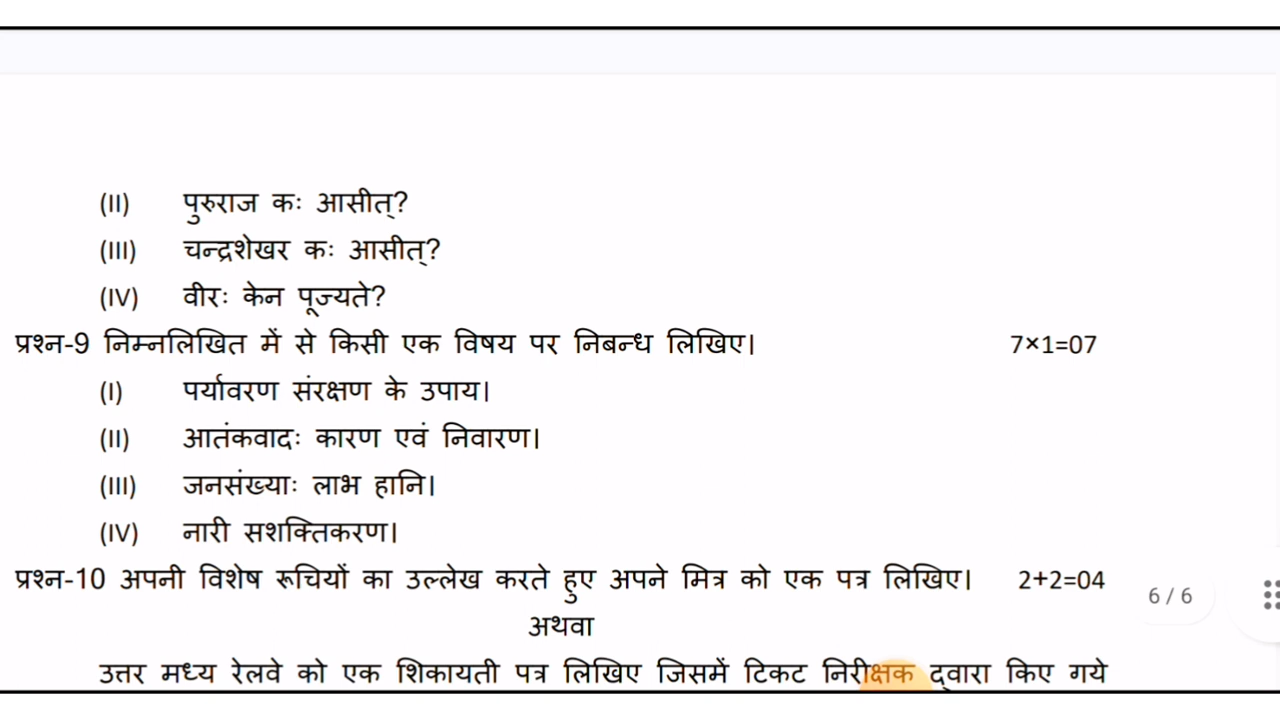 (II) पुरुराज कः आसीत्?
(III) चन्द्रशेखर कः आसीत्?
(IV) वीरः केन पूज्यते?
प्रश्न-9 निम्नलिखित में से किसी एक विषय पर निबन्ध लिखिए। 7×1=07
(I) पर्यावरण संरक्षण के उपाय।
(II) आतंकवादः कारण एवं निवारण।
(III) जनसंख्याः लाभ हानि।
(IV) नारी सशक्तिकरण।
प्रश्न-10 अपनी विशेष रूचियों का उल्लेख करते हुए अपने मित्र को एक पत्र लिखिए। 2+2=04
6 / 6
अथवा
उत्तर मध्य रेलवे को एक शिकायती पत्र लिखिए जिसमें टिकट निरीक्षक द्वारा किए गये